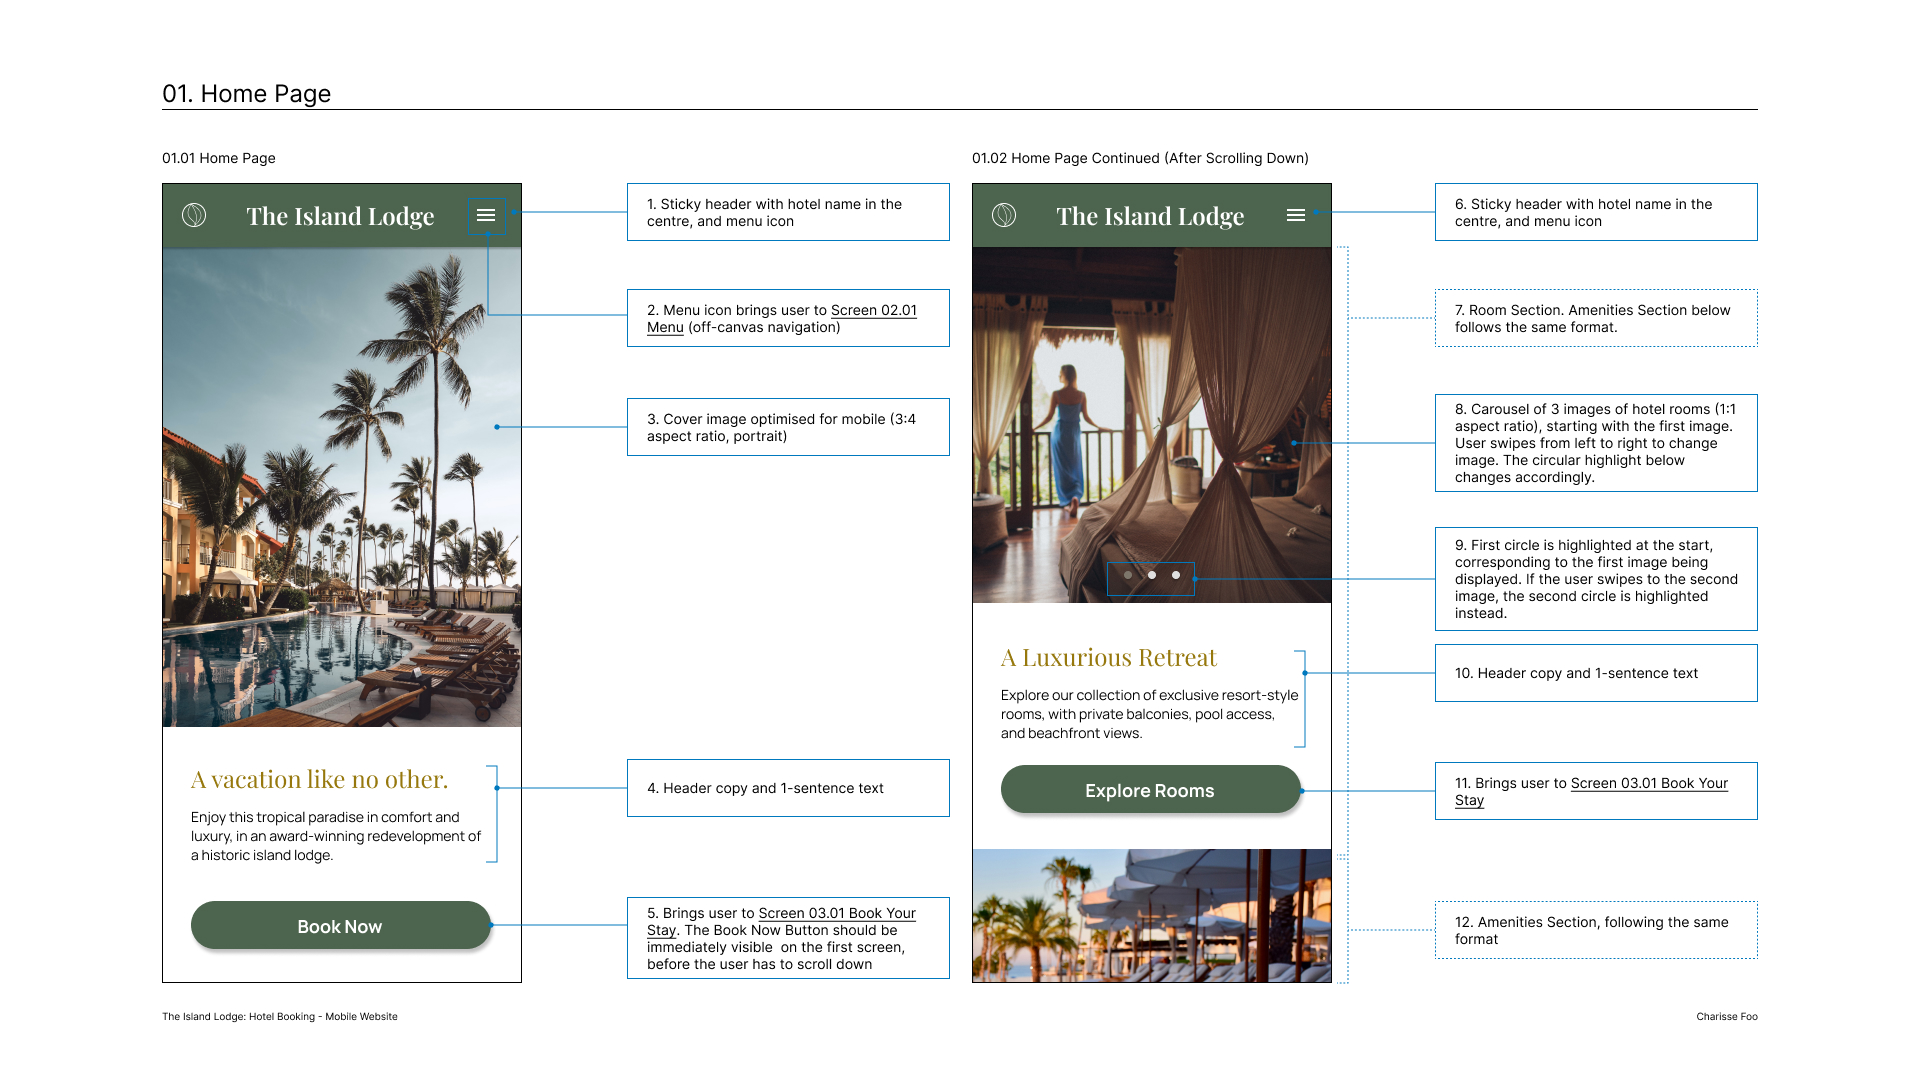 01. Home Page
01.01 Home Page
The Island Lodge
A vacation like no other.
Enjoy this tropical paradise in comfort and
luxury, in an award-winning redevelopment of
a historic island lodge.
Book Now
1. Sticky header with hotel name in the
centre, and menu icon
2. Menu icon brings user to Screen 02.01
Menu (off-canvas navigation)
3. Cover image optimised for mobile (3:4
aspect ratio, portrait)
4. Header copy and 1-sentence text
5. Brings user to Screen 03.01 Book Your
Stay. The Book Now Button should be
immediately visible  on the first screen,
before the user has to scroll down
01.02 Home Page Continued (After Scrolling Down)
The Island Lodge
A Luxurious Retreat
Explore our collection of exclusive resort-style
rooms, with private balconies, pool access,
and beachfront views.
Explore Rooms
6. Sticky header with hotel name in the
centre, and menu icon
7. Room Section. Amenities Section below
follows the same format.
8. Carousel of 3 images of hotel rooms (1:1
aspect ratio), starting with the first image.
User swipes from left to right to change
image. The circular highlight below
changes accordingly.
9. First circle is highlighted at the start,
corresponding to the first image being
displayed. If the user swipes to the second
image, the second circle is highlighted
instead.
10. Header copy and 1-sentence text
11. Brings user to Screen 03.01 Book Your
Stay
12. Amenities Section, following the same
format
The Island Lodge: Hotel Booking - Mobile Website
Charisse Foo